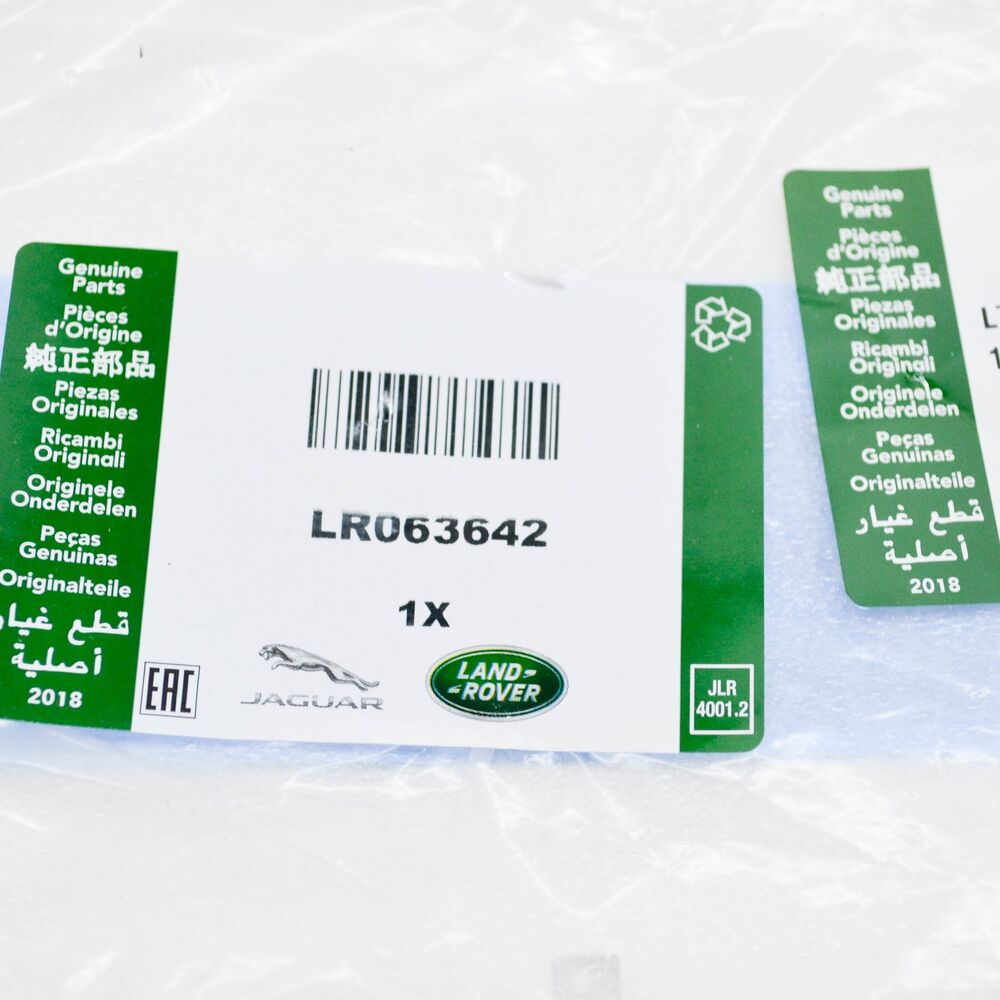 Genuine
Parts
Pièces
d'Origine
純正部品
Piezas
Originales
Ricambi
Originali
Originele
Onderdelen
Peças
Genuinas
Originalteile
قطع غيار
أصلية
2018
LR063642
1X
EAC
JAGUAR
LAND-
-ROVER
JLR
4001.2
Genuine
Parts
Pièces
d'Origine
純正部品
Piezas
Originales
Ricambi
Originali
Originele
Onderdelen
Peças
Genuinas
Originalteile
قطع غيار
أصلية
2018